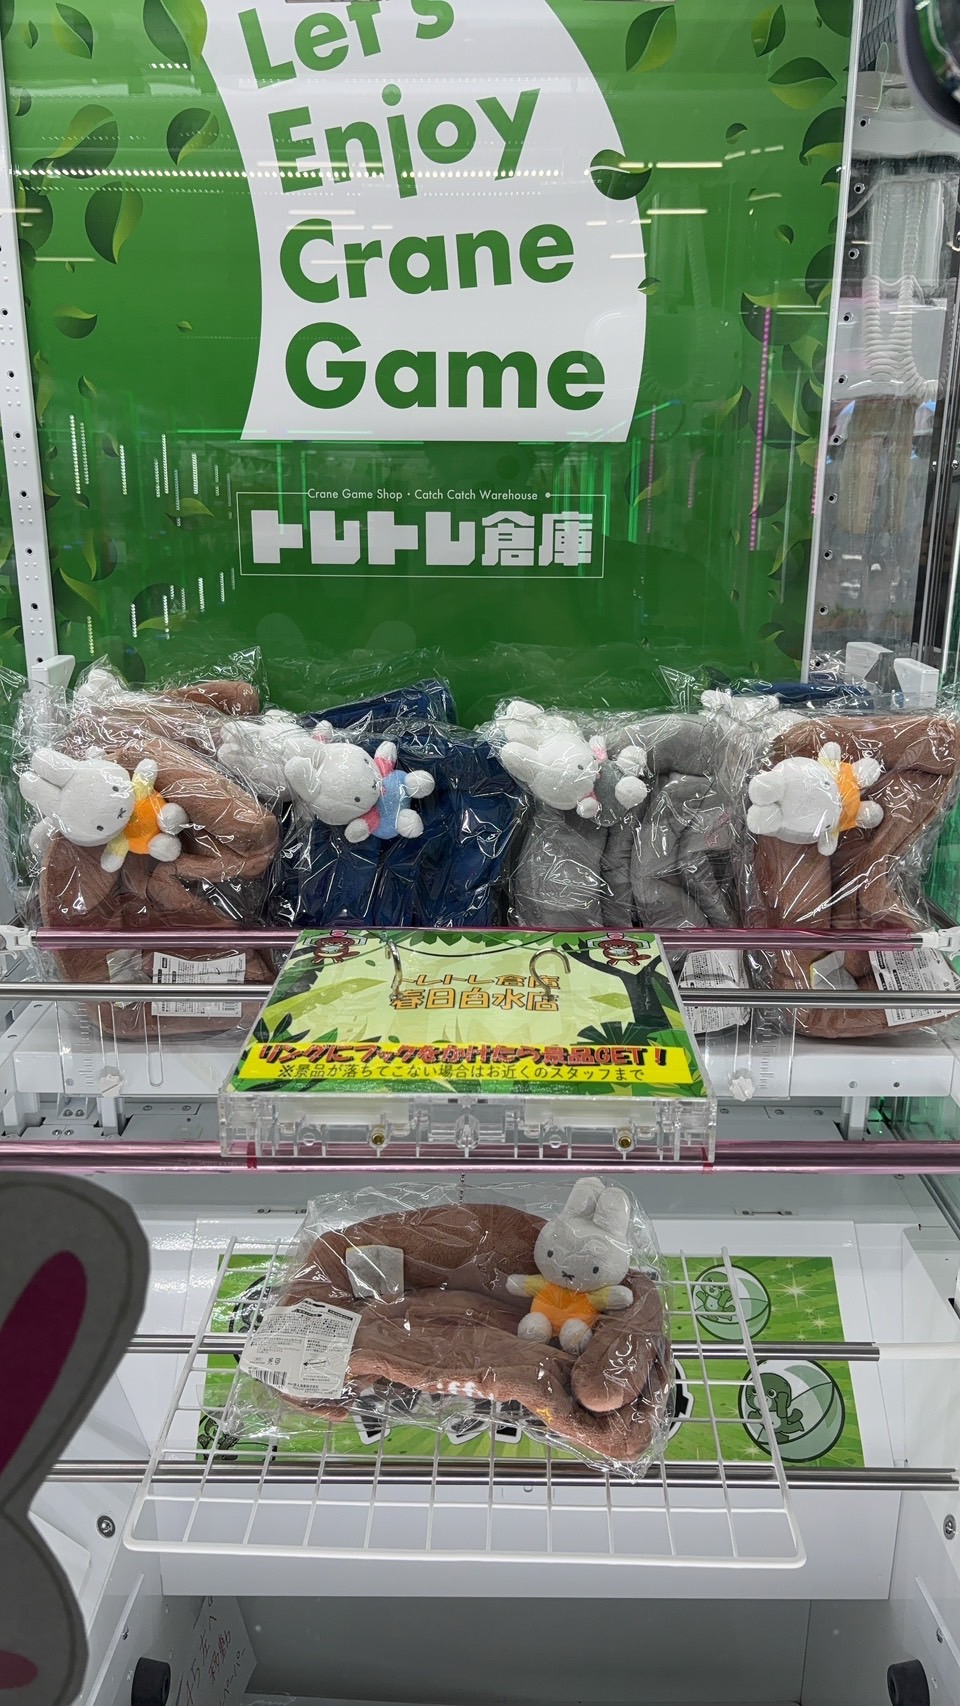 Let's
Enjoy
Crane
Game
Crane Game Shop・Catch Catch Warehouse
トレトレ倉庫
トレトレ倉庫
春日白水店
リングにフックをかけたら景品GET！
※景品が落ちてこない場合はお近くのスタッフまで